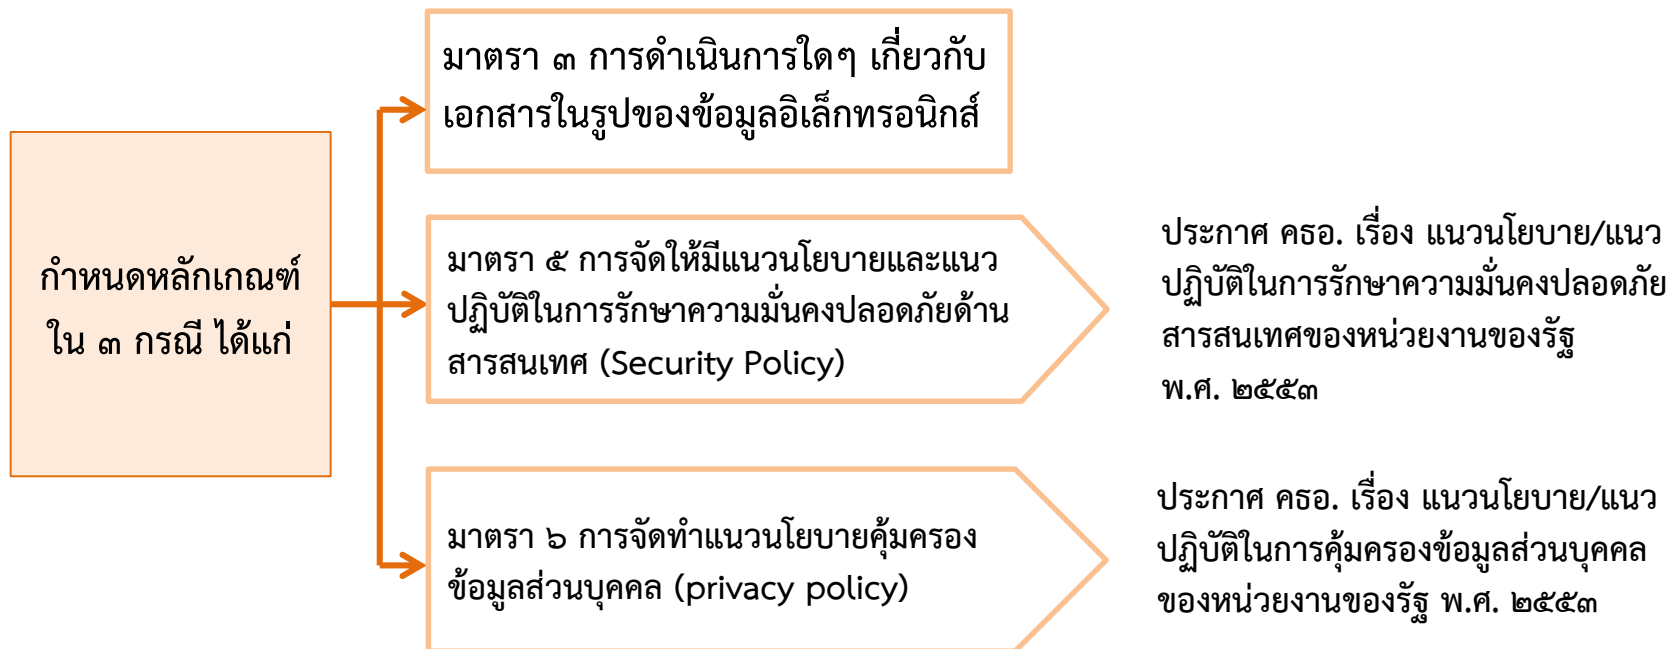 กำหนดหลักเกณฑ์
ใน ๓ กรณี ได้แก่
มาตรา ๓ การดำเนินการใดๆ เกี่ยวกับ
เอกสารในรูปของข้อมูลอิเล็กทรอนิกส์
มาตรา ๕ การจัดให้มีแนวนโยบายและแนว
ปฏิบัติในการรักษาความมั่นคงปลอดภัยด้าน
สารสนเทศ (Security Policy)
ประกาศ คธอ. เรื่อง แนวนโยบาย/แนว
ปฏิบัติในการรักษาความมั่นคงปลอดภัย
สารสนเทศของหน่วยงานของรัฐ
พ.ศ. ๒๕๕๓
มาตรา ๖ การจัดทำแนวนโยบายคุ้มครอง
ข้อมูลส่วนบุคคล (privacy policy)
ประกาศ คธอ. เรื่อง แนวนโยบาย/แนว
ปฏิบัติในการคุ้มครองข้อมูลส่วนบุคคล
ของหน่วยงานของรัฐ พ.ศ. ๒๕๕๓